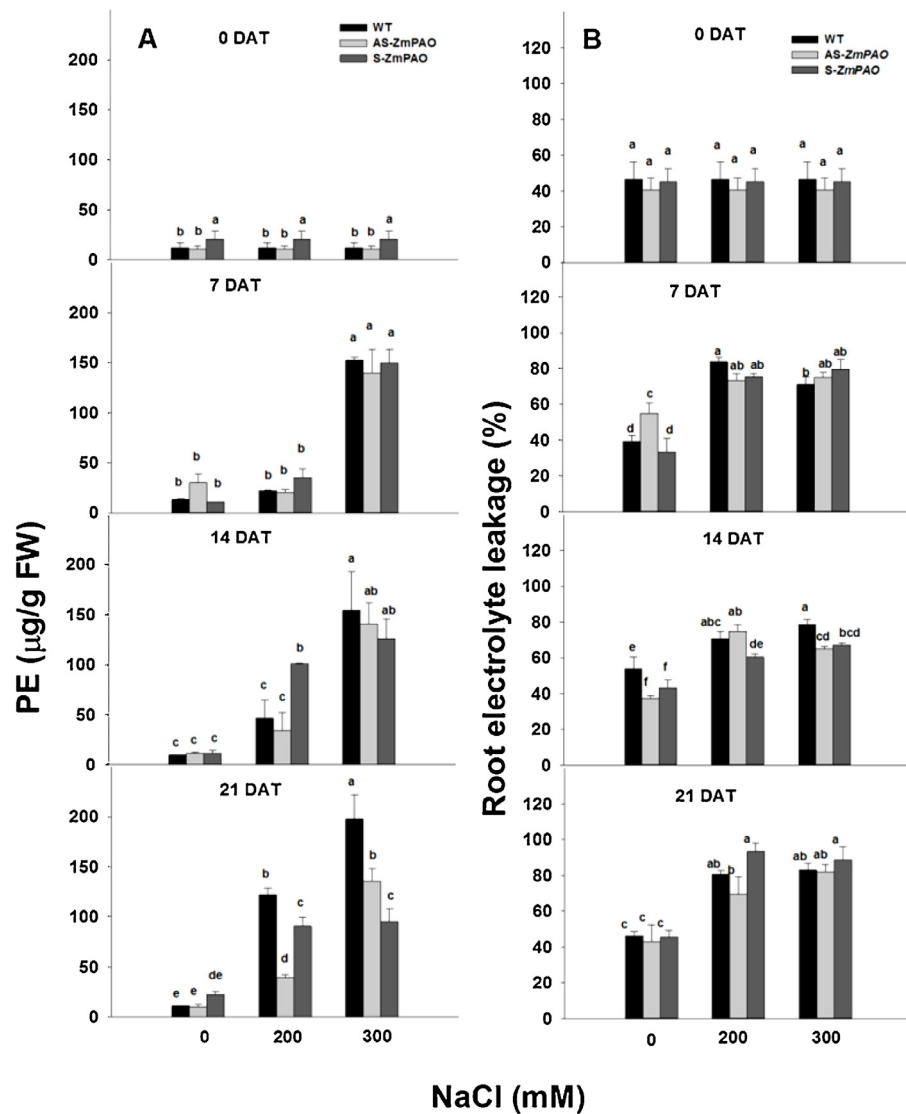 A
0 DAT
WT
AS-ZmPAO
S-ZmPAO
200
150
100
50
0
b b a b b a b b a
7 DAT
200
150
100
50
0
b b b b b b a a a
14 DAT
200
150
100
50
0
c c c c c b a ab ab
21 DAT
200
150
100
50
0
e e de b d c a b c
0 200 300
PE (µg/g FW)
B
0 DAT
WT
AS-ZmPAO
S-ZmPAO
120
100
80
60
40
20
0
a a a a a a a a a
7 DAT
120
100
80
60
40
20
0
d c d a ab ab b ab ab
14 DAT
120
100
80
60
40
20
0
e f f abc ab de a cd bcd
21 DAT
120
100
80
60
40
20
0
c c c ab b a ab ab a
0 200 300
Root electrolyte leakage (%)
NaCl (mM)